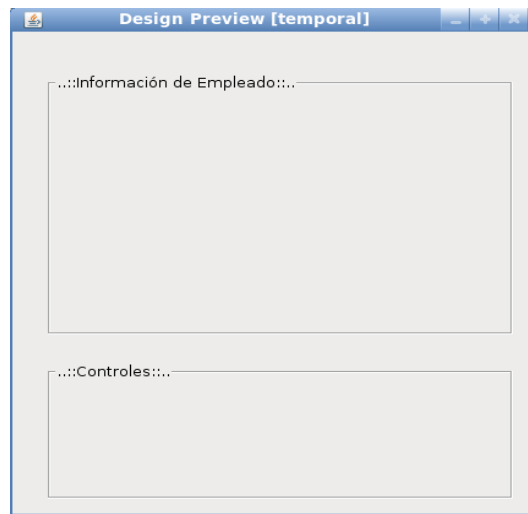 Design Preview [temporal]
..::Información de Empleado::..
..::Controles::..